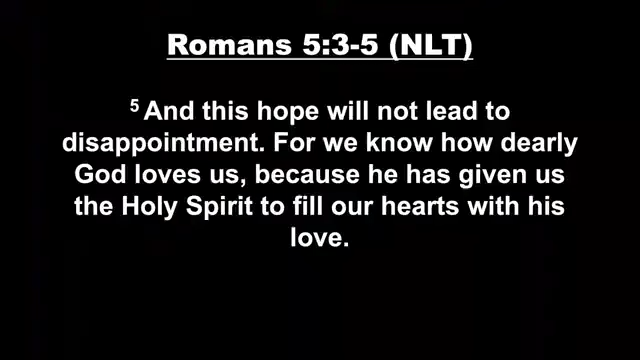 Romans 5:3-5 (NLT)
5 And this hope will not lead to
disappointment. For we know how dearly
God loves us, because he has given us
the Holy Spirit to fill our hearts with his
love.